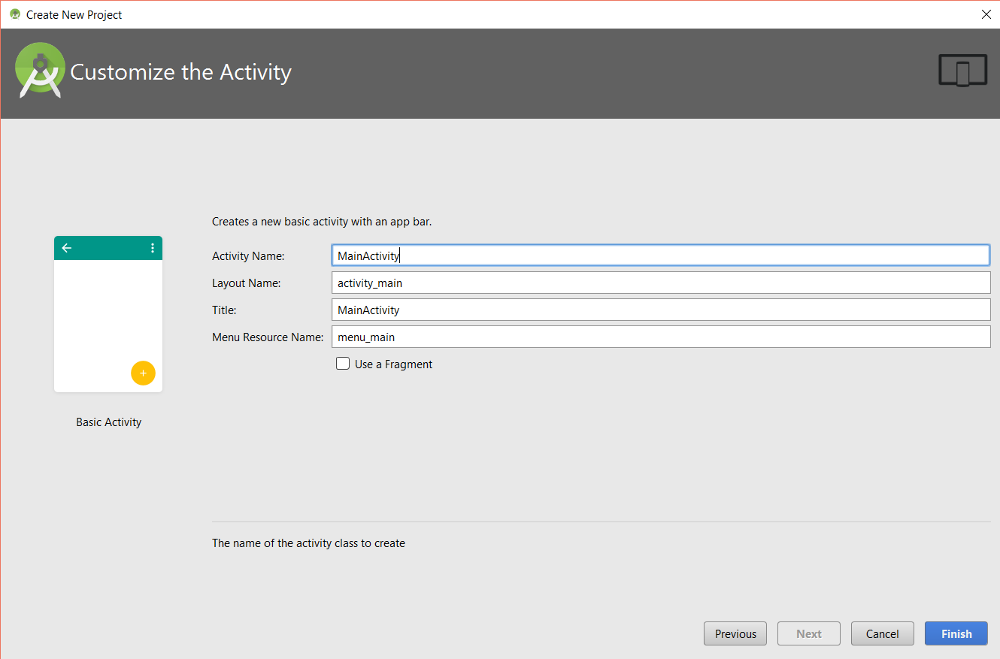 Create New Project
Customize the Activity
Creates a new basic activity with an app bar.
Activity Name: MainActivity
Layout Name: activity_main
Title: MainActivity
Menu Resource Name: menu_main
Use a Fragment
Basic Activity
The name of the activity class to create
Previous Next Cancel Finish